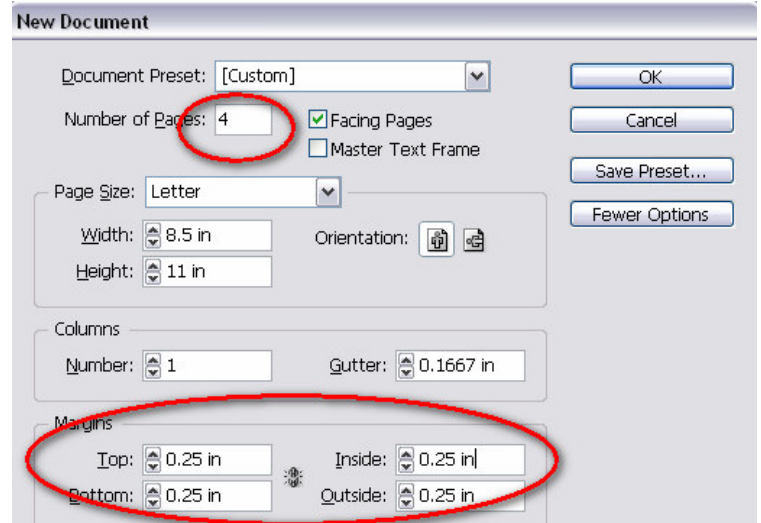 New Document
Document Preset: [Custom]
OK
Number of Pages: 4
Facing Pages
Cancel
Master Text Frame
Save Preset...
Page Size: Letter
Fewer Options
Width: 8.5 in
Orientation:
Height: 11 in
Columns
Number: 1
Gutter: 0.1667 in
Margins
Top: 0.25 in
Inside: 0.25 in
Bottom: 0.25 in
Outside: 0.25 in